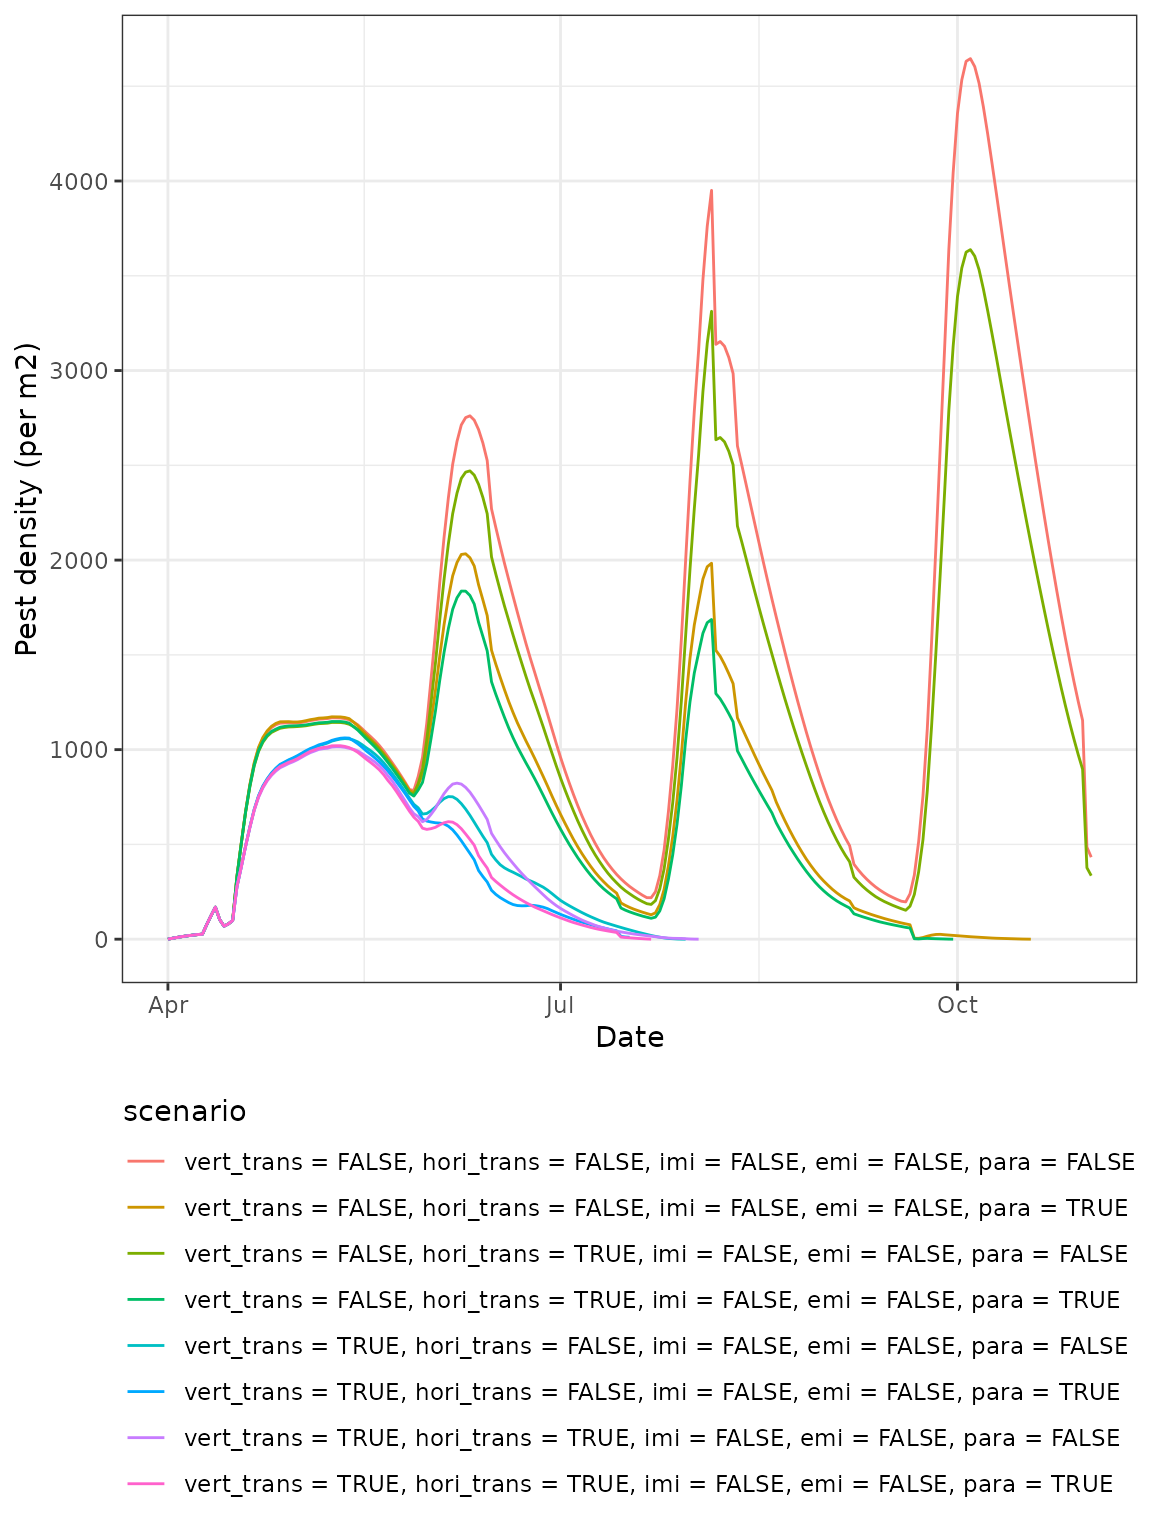 4000
3000
2000
1000
0
Pest density (per m2)
Apr
Jul
Oct
Date
scenario
vert_trans = FALSE, hori_trans = FALSE, imi = FALSE, emi = FALSE, para = FALSE
vert_trans = FALSE, hori_trans = FALSE, imi = FALSE, emi = FALSE, para = TRUE
vert_trans = FALSE, hori_trans = TRUE, imi = FALSE, emi = FALSE, para = FALSE
vert_trans = FALSE, hori_trans = TRUE, imi = FALSE, emi = FALSE, para = TRUE
vert_trans = TRUE, hori_trans = FALSE, imi = FALSE, emi = FALSE, para = FALSE
vert_trans = TRUE, hori_trans = FALSE, imi = FALSE, emi = FALSE, para = TRUE
vert_trans = TRUE, hori_trans = TRUE, imi = FALSE, emi = FALSE, para = FALSE
vert_trans = TRUE, hori_trans = TRUE, imi = FALSE, emi = FALSE, para = TRUE